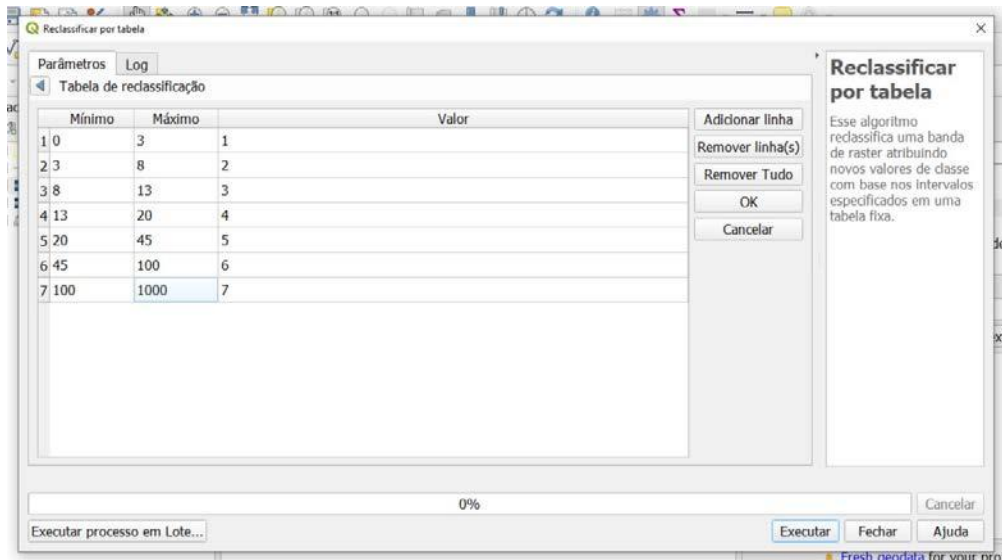 Reclassificar por tabela
Parâmetros Log
Tabela de reclassificação
Mínimo Máximo Valor
1 0 3 1
2 3 8 2
3 8 13 3
4 13 20 4
5 20 45 5
6 45 100 6
7 100 1000 7
Adicionar linha
Remover linha(s)
Remover Tudo
OK
Cancelar
Reclassificar
por tabela
Esse algoritmo
reclassifica uma banda
de raster atribuindo
novos valores de classe
com base nos intervalos
especificados em uma
tabela fixa.
0%
Cancelar
Executar processo em Lote...
Executar Fechar Ajuda
Fresh geodata for your pro